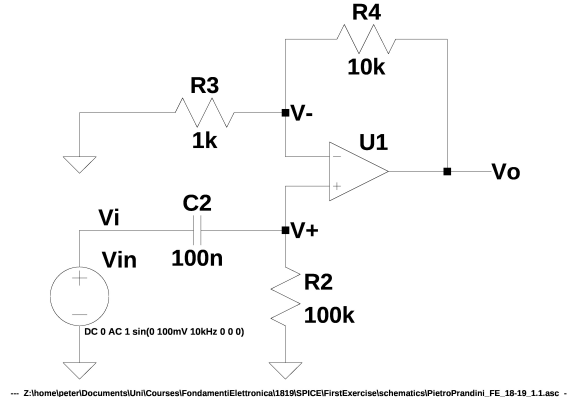 R4
10k
R3
V-
1k
U1
Vo
C2
Vi
V+
Vin
100n
R2
100k
DC 0 AC 1 sin(0 100mV 10kHz 0 0 0)
--- Z:\home\peter\Documents\Uni\Courses\FondamentiElettronica\1819\SPICE\FirstExercise\schematics\PietroPrandini_FE_18-19_1.1.asc -